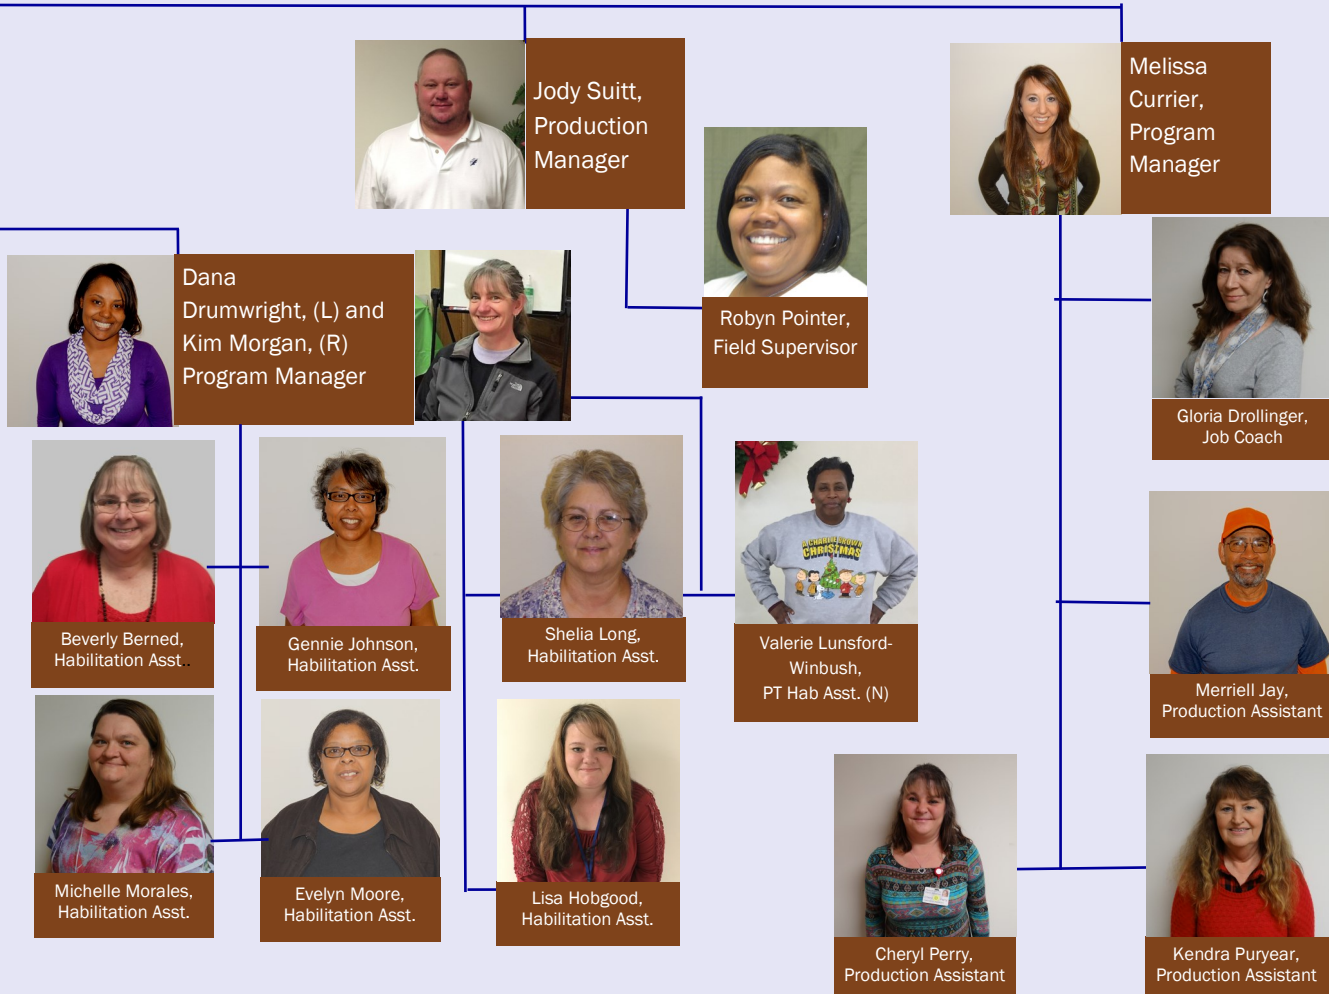 Jody Suitt,
Production
Manager
Melissa
Currier,
Program
Manager
Robyn Pointer,
Field Supervisor
Dana
Drumwright, (L) and
Kim Morgan, (R)
Program Manager
Gloria Drollinger,
Job Coach
Beverly Berned,
Habilitation Asst..
Gennie Johnson,
Habilitation Asst.
Shelia Long,
Habilitation Asst.
A CHARLIE BROWN
CHRISTMAS
Valerie Lunsford-
Winbush,
PT Hab Asst. (N)
Merriell Jay,
Production Assistant
Michelle Morales,
Habilitation Asst.
Evelyn Moore,
Habilitation Asst.
Lisa Hobgood,
Habilitation Asst.
Cheryl Perry,
Production Assistant
Kendra Puryear,
Production Assistant